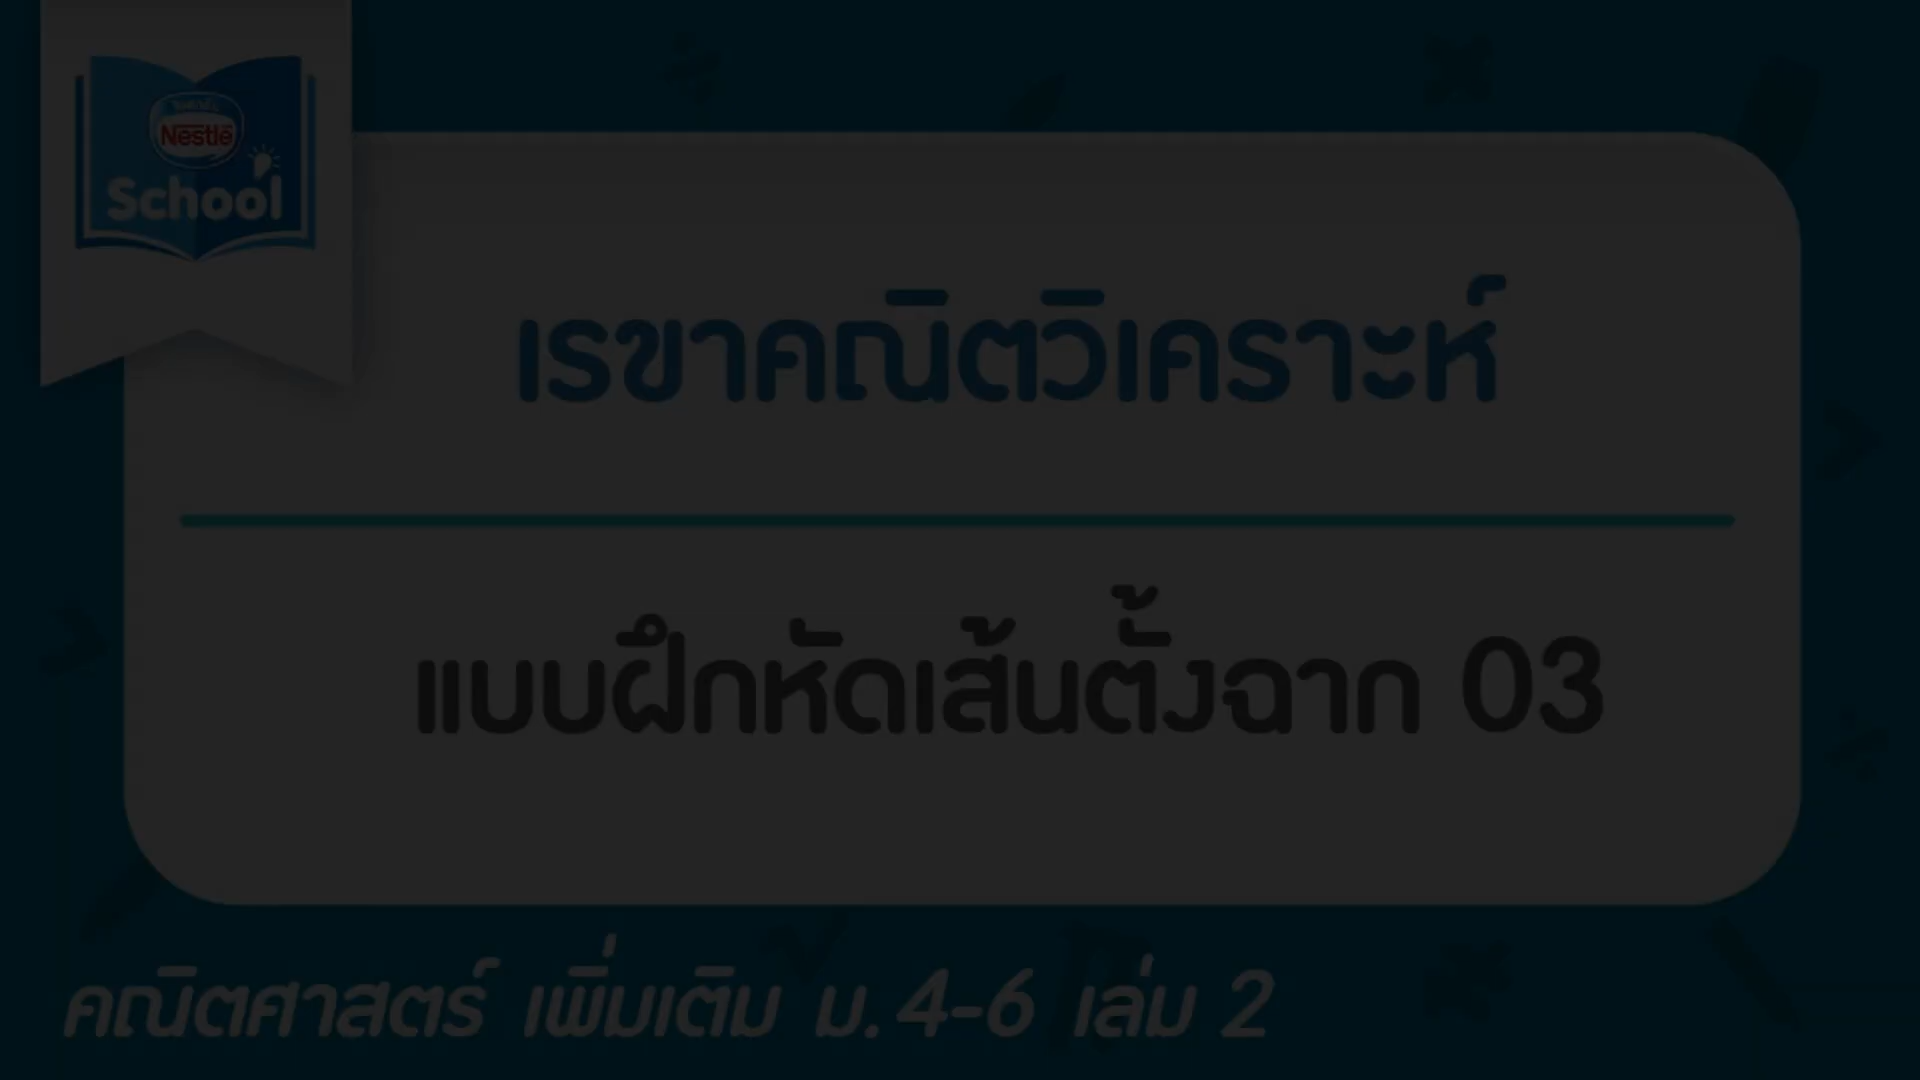 Nestlé
School
เรขาคณิตวิเคราะห์
แบบฝึกหัดเส้นตั้งฉาก 03
คณิตศาสตร์ เพิ่มเติม ม.4-6 เล่ม 2